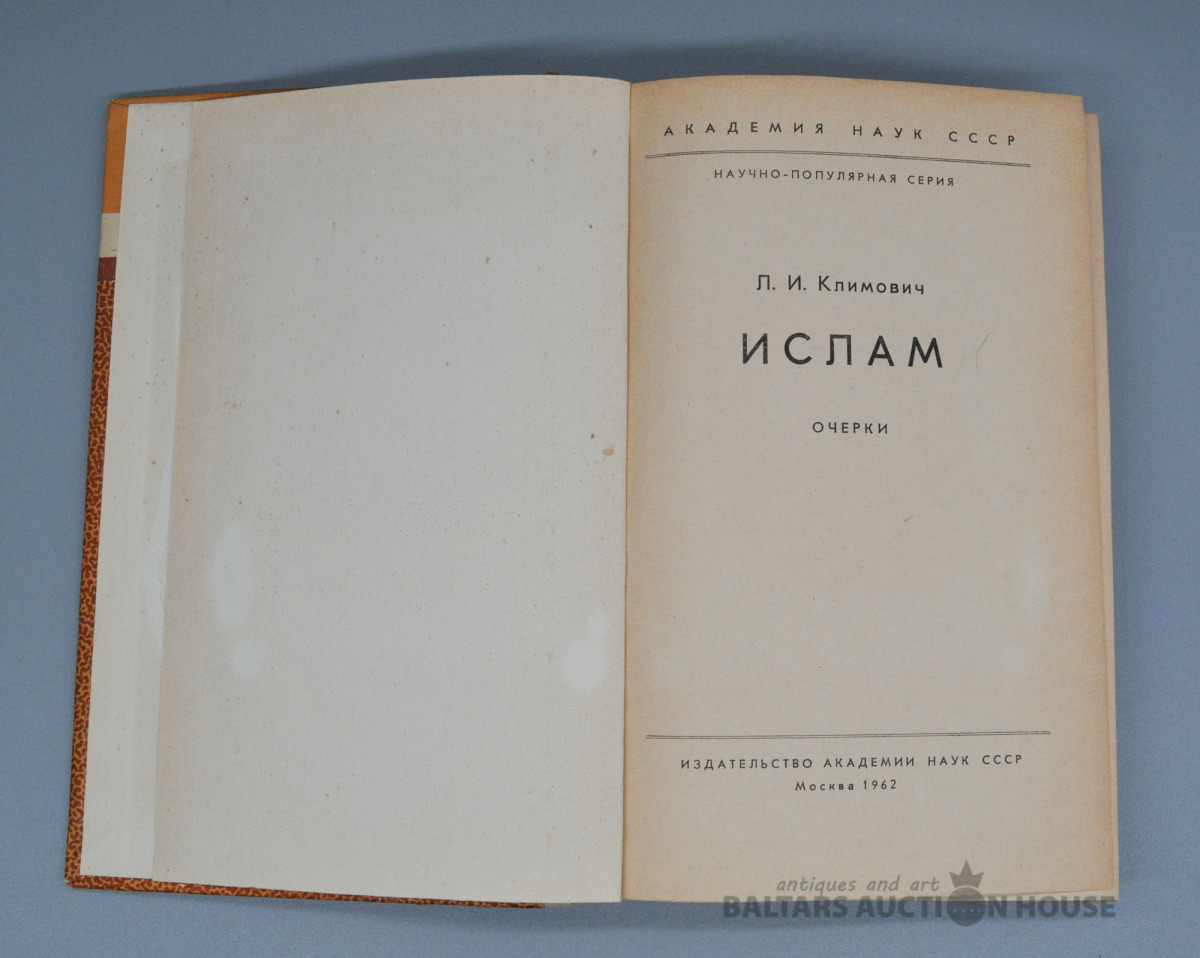 АКАДЕМИЯ НАУК СССР
НАУЧНО-ПОПУЛЯРНАЯ СЕРИЯ
Л. И. Климович
ИСЛАМ
ОЧЕРКИ
ИЗДАТЕЛЬСТВО АКАДЕМИИ НАУК СССР
Москва 1962
antiques and art
BALTARS AUCTION HOUSE